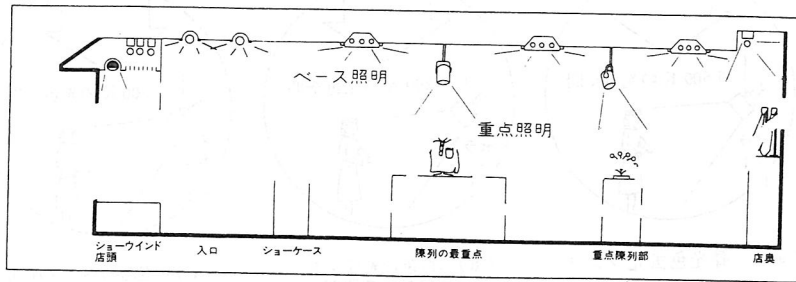 ベース照明
重点照明
ショーウインド
店頭
入口
ショーケース
陳列の最重点
重点陳列部
店奥